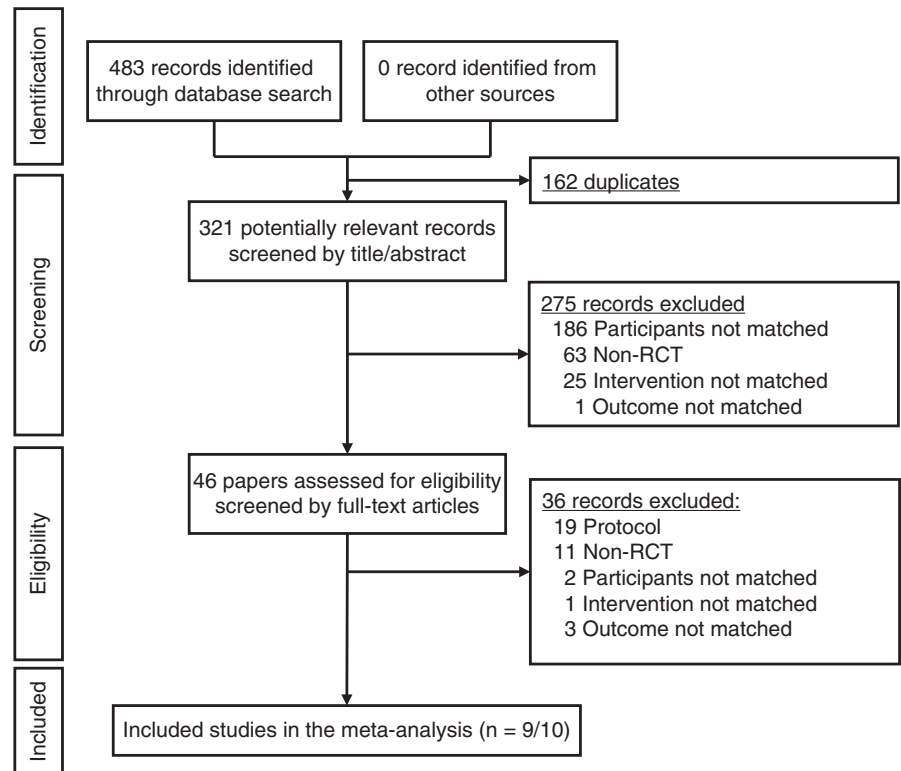 Identification
483 records identified
through database search
0 record identified from
other sources
162 duplicates
Screening
321 potentially relevant records
screened by title/abstract
275 records excluded
186 Participants not matched
63 Non-RCT
25 Intervention not matched
1 Outcome not matched
Eligibility
46 papers assessed for eligibility
screened by full-text articles
36 records excluded:
19 Protocol
11 Non-RCT
2 Participants not matched
1 Intervention not matched
3 Outcome not matched
Included
Included studies in the meta-analysis (n = 9/10)